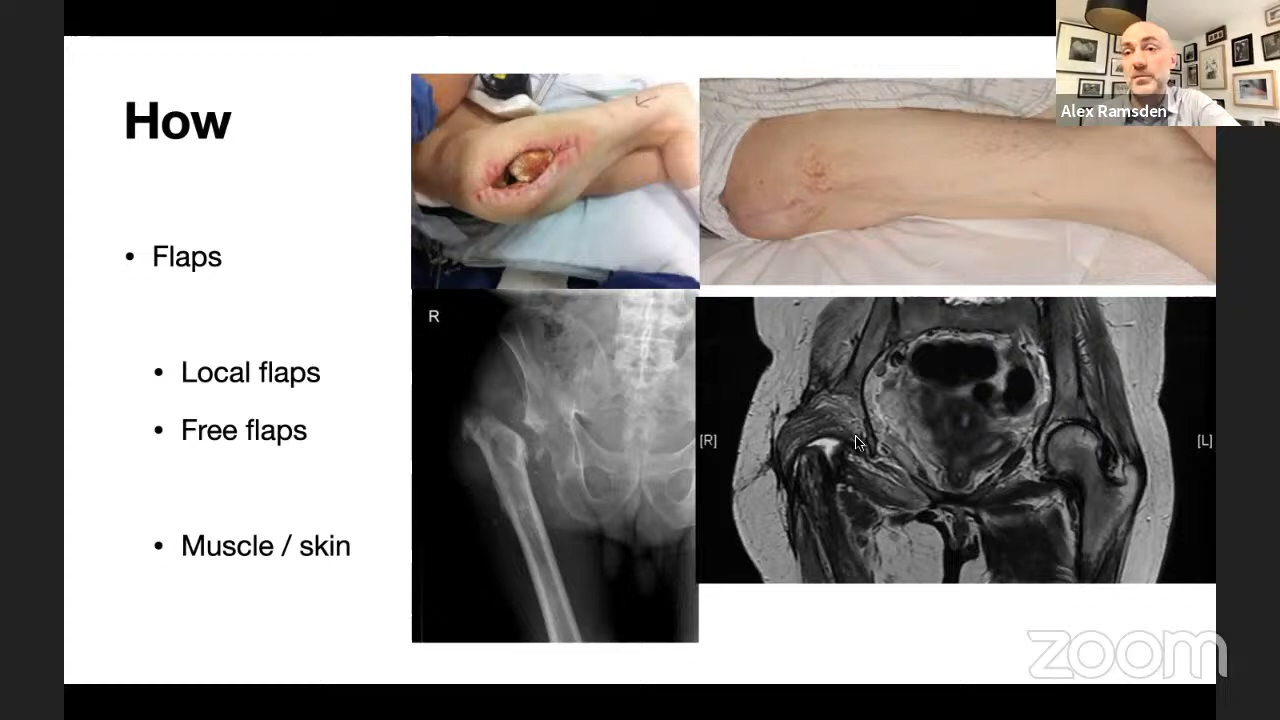 How
• Flaps
• Local flaps
• Free flaps
• Muscle / skin
R
[R]
[L]
Alex Ramsden
zoom